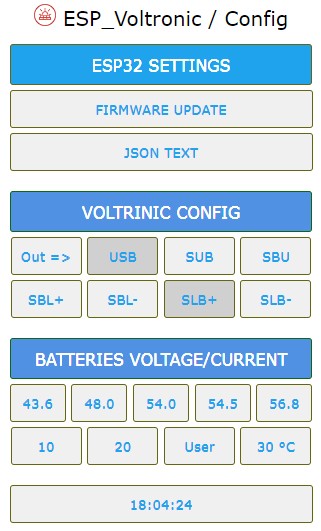 ESP_Voltronic / Config
ESP32 SETTINGS
FIRMWARE UPDATE
JSON TEXT
VOLTRINIC CONFIG
Out => USB SUB SBU
SBL+ SBL- SLB+ SLB-
BATTERIES VOLTAGE/CURRENT
43.6 48.0 54.0 54.5 56.8
10 20 User 30 °C
18:04:24